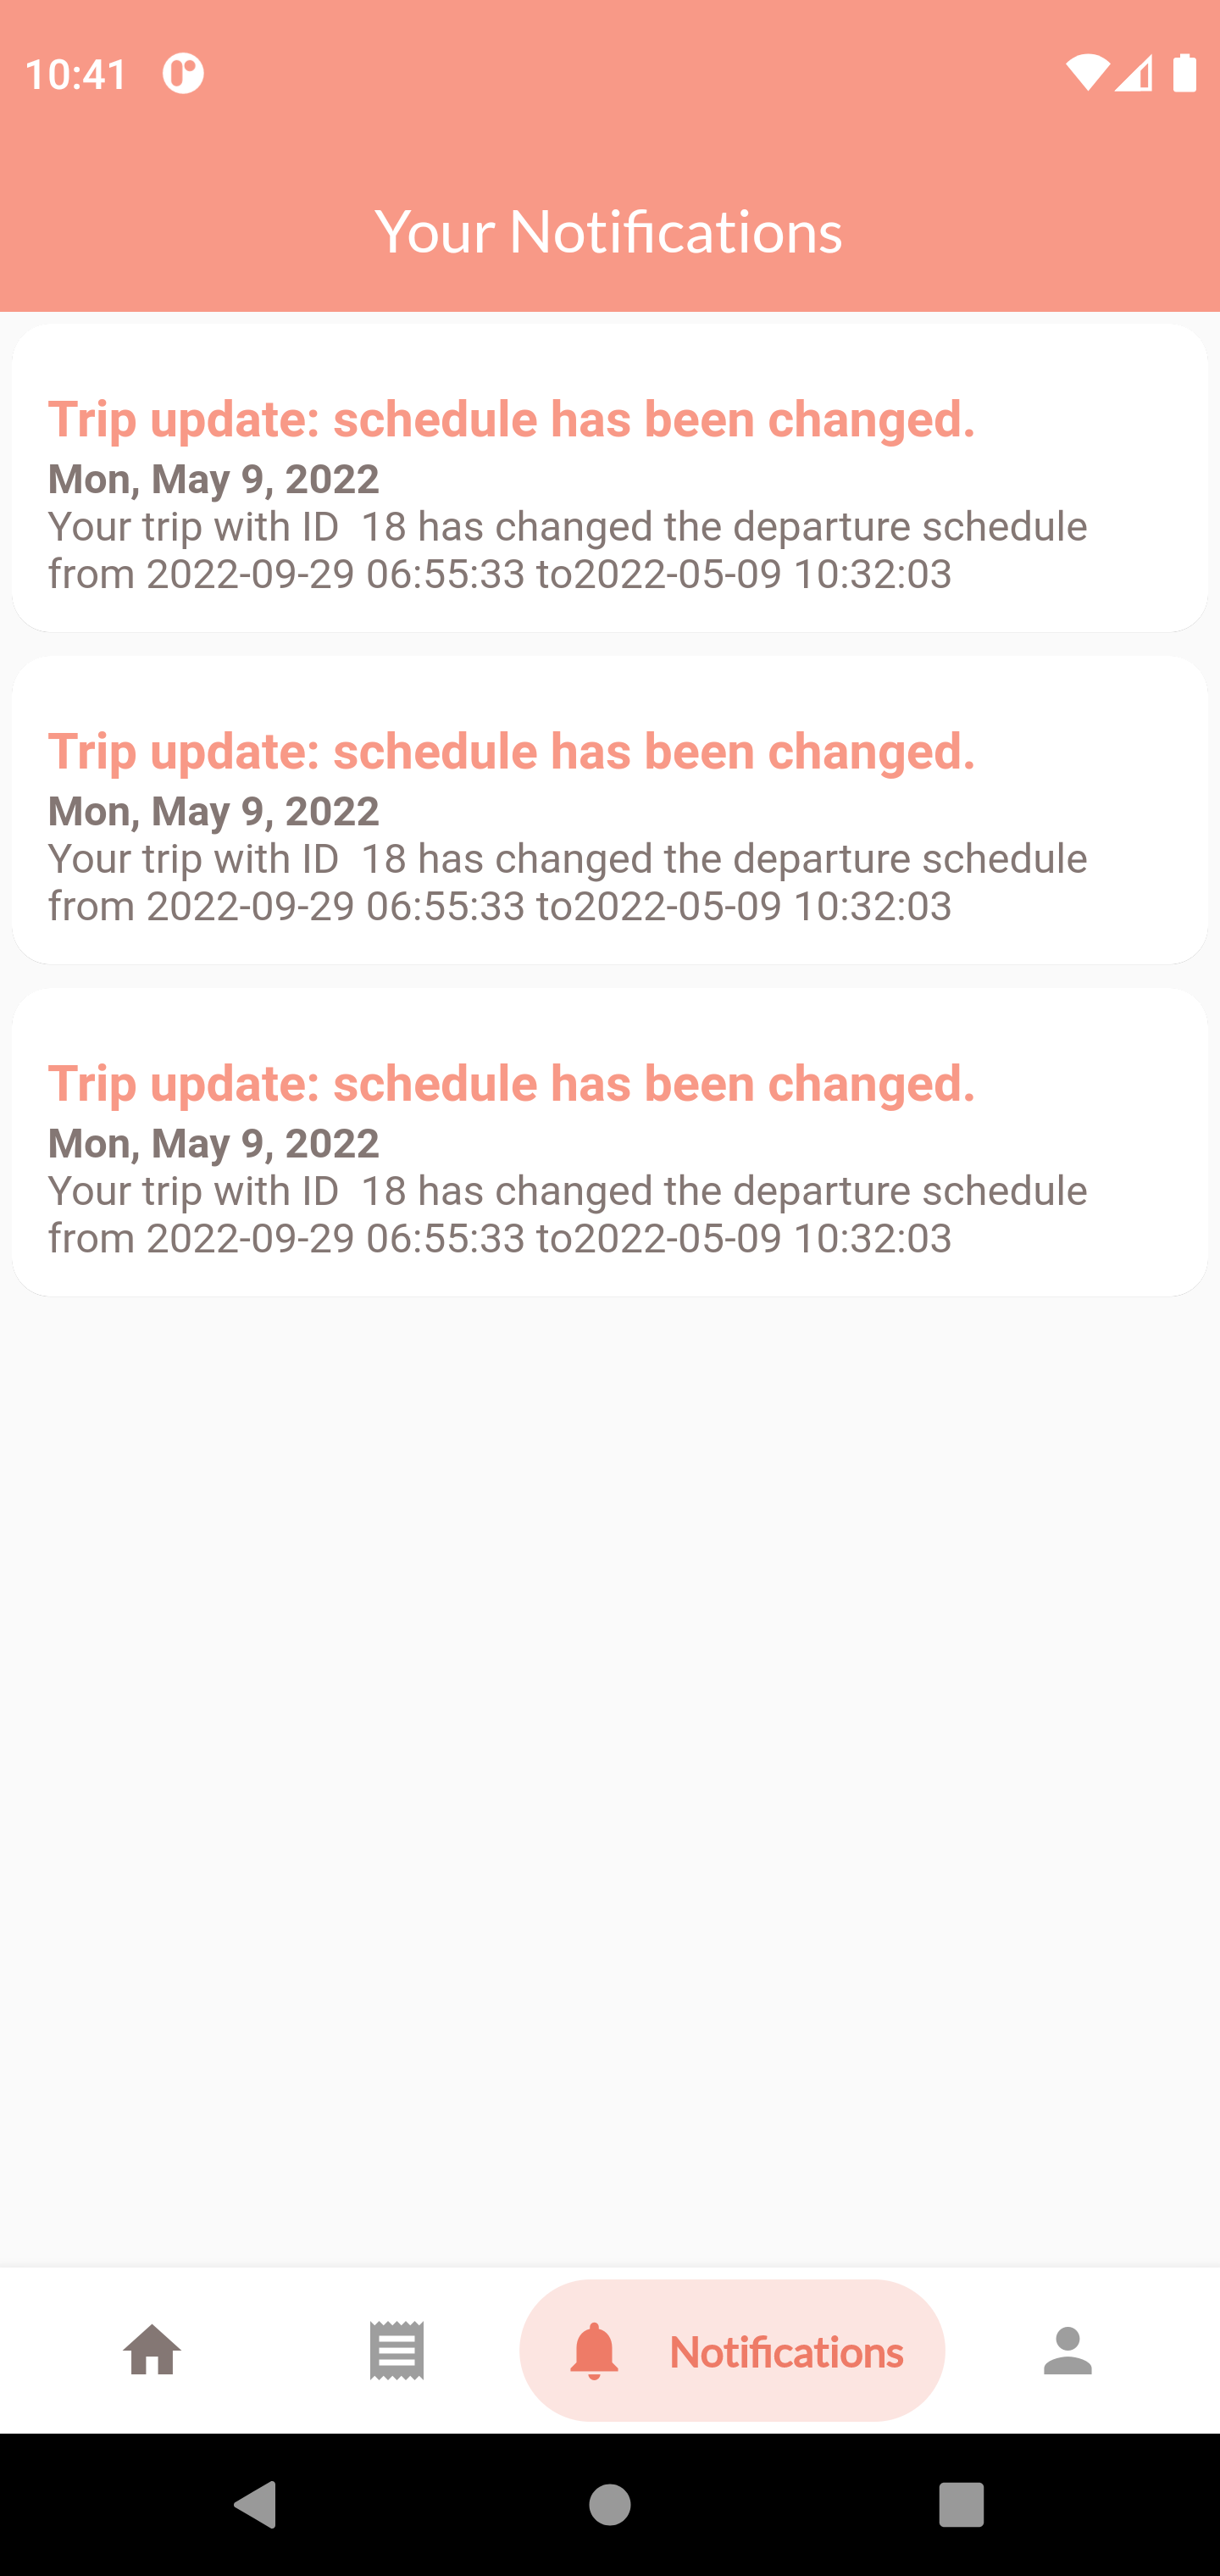 10:41
Your Notifications
Trip update: schedule has been changed.
Mon, May 9, 2022
Your trip with ID  18 has changed the departure schedule
from 2022-09-29 06:55:33 to2022-05-09 10:32:03
Trip update: schedule has been changed.
Mon, May 9, 2022
Your trip with ID  18 has changed the departure schedule
from 2022-09-29 06:55:33 to2022-05-09 10:32:03
Trip update: schedule has been changed.
Mon, May 9, 2022
Your trip with ID  18 has changed the departure schedule
from 2022-09-29 06:55:33 to2022-05-09 10:32:03
Notifications